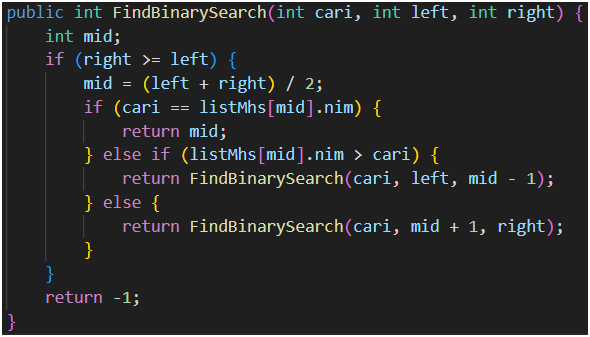 public int FindBinarySearch(int cari, int left, int right) {
    int mid;
    if (right >= left) {
        mid = (left + right) / 2;
        if (cari == listMhs[mid].nim) {
            return mid;
        } else if (listMhs[mid].nim > cari) {
            return FindBinarySearch(cari, left, mid - 1);
        } else {
            return FindBinarySearch(cari, mid + 1, right);
        }
    }
    return -1;
}